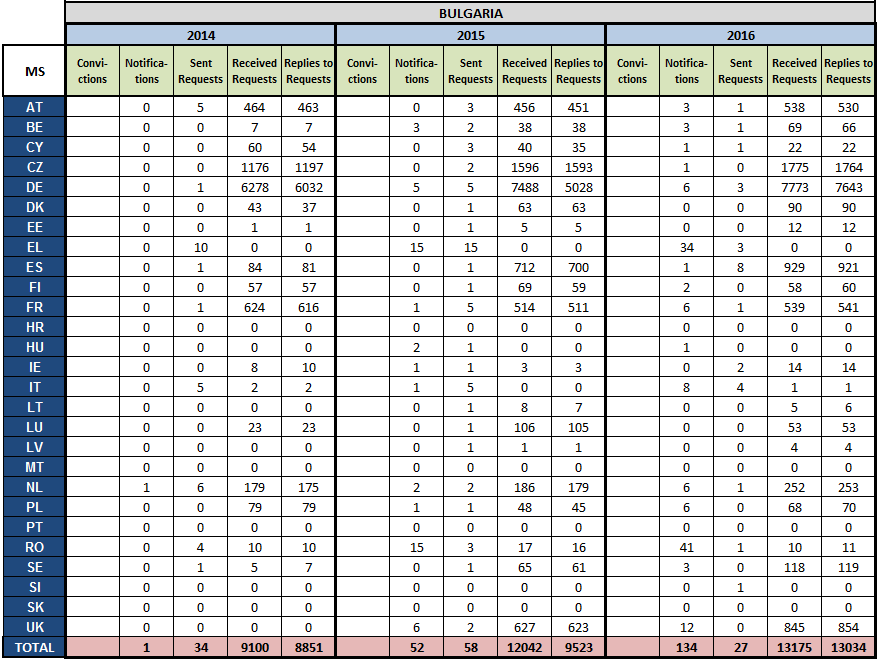 BULGARIA
2014 2015 2016
MS Convi- Notifica- Sent Received Replies to Convi- Notifica- Sent Received Replies to Convi- Notifica- Sent Received Replies to
ctions tions Requests Requests Requests ctions tions Requests Requests Requests ctions tions Requests Requests Requests
AT 0 5 464 463 0 3 456 451 3 1 538 530
BE 0 0 7 7 3 2 38 38 3 1 69 66
CY 0 0 60 54 0 3 40 35 1 1 22 22
CZ 0 0 1176 1197 0 2 1596 1593 1 0 1775 1764
DE 0 1 6278 6032 5 5 7488 5028 6 3 7773 7643
DK 0 0 43 37 0 1 63 63 0 0 90 90
EE 0 0 1 1 0 1 5 5 0 0 12 12
EL 0 10 0 0 15 15 0 0 34 3 0 0
ES 0 1 84 81 0 1 712 700 1 8 929 921
FI 0 0 57 57 0 1 69 59 2 0 58 60
FR 0 1 624 616 1 5 514 511 6 1 539 541
HR 0 0 0 0 0 0 0 0 0 0 0 0
HU 0 0 0 0 2 1 0 0 1 0 0 0
IE 0 0 8 10 1 1 3 3 0 2 14 14
IT 0 5 2 2 1 5 0 0 8 4 1 1
LT 0 0 0 0 0 1 8 7 0 0 5 6
LU 0 0 23 23 0 1 106 105 0 0 53 53
LV 0 0 0 0 0 1 1 1 0 0 4 4
MT 0 0 0 0 0 0 0 0 0 0 0 0
NL 1 6 179 175 2 2 186 179 6 1 252 253
PL 0 0 79 79 1 1 48 45 6 0 68 70
PT 0 0 0 0 0 0 0 0 0 0 0 0
RO 0 4 10 10 15 3 17 16 41 1 10 11
SE 0 1 5 7 0 1 65 61 3 0 118 119
SI 0 0 0 0 0 0 0 0 0 1 0 0
SK 0 0 0 0 0 0 0 0 0 0 0 0
UK 0 0 0 0 6 2 627 623 12 0 845 854
TOTAL 1 34 9100 8851 52 58 12042 9523 134 27 13175 13034